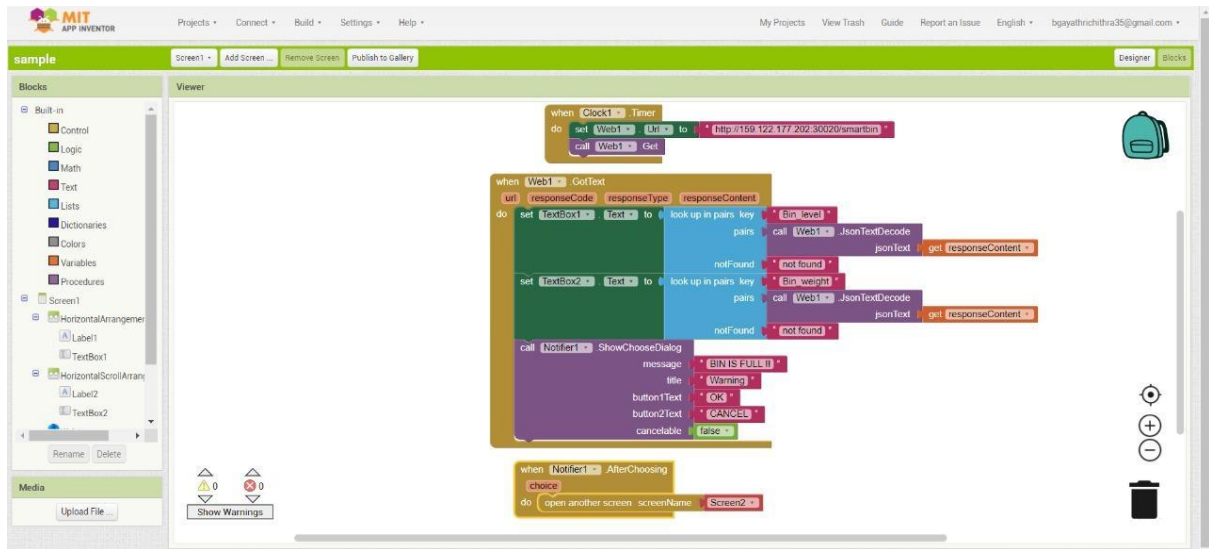 MIT
APP INVENTOR
Projects Connect Build Settings Help
My Projects View Trash Guide Report an Issue English bgayathrichithra35@gmail.com
sample
Screen1 Add Screen ... Remove Screen Publish to Gallery
Designer Blocks
Blocks
Built-in
Control
Logic
Math
Text
Lists
Dictionaries
Colors
Variables
Procedures
Screen1
HorizontalArrangemer
Label1
TextBox1
HorizontalScrollArrang
Label2
TextBox2
Rename Delete
Media
Upload File ...
Viewer
when Clock1 .Timer
do set Web1 . Url to " http://159.122.177.202:30020/smartbin "
call Web1 .Get
when Web1 .GotText
url responseCode responseType responseContent
do set TextBox1 . Text to look up in pairs key " Bin_level "
pairs call Web1 .JsonTextDecode
jsonText get responseContent
notFound " not found "
set TextBox2 . Text to look up in pairs key " Bin_weight "
pairs call Web1 .JsonTextDecode
jsonText get responseContent
notFound " not found "
call Notifier1 .ShowChooseDialog
message " BIN IS FULL !! "
title " Warning "
button1Text " OK "
button2Text " CANCEL "
cancelable false
when Notifier1 .AfterChoosing
choice
do open another screen screenName Screen2
0 0
Show Warnings